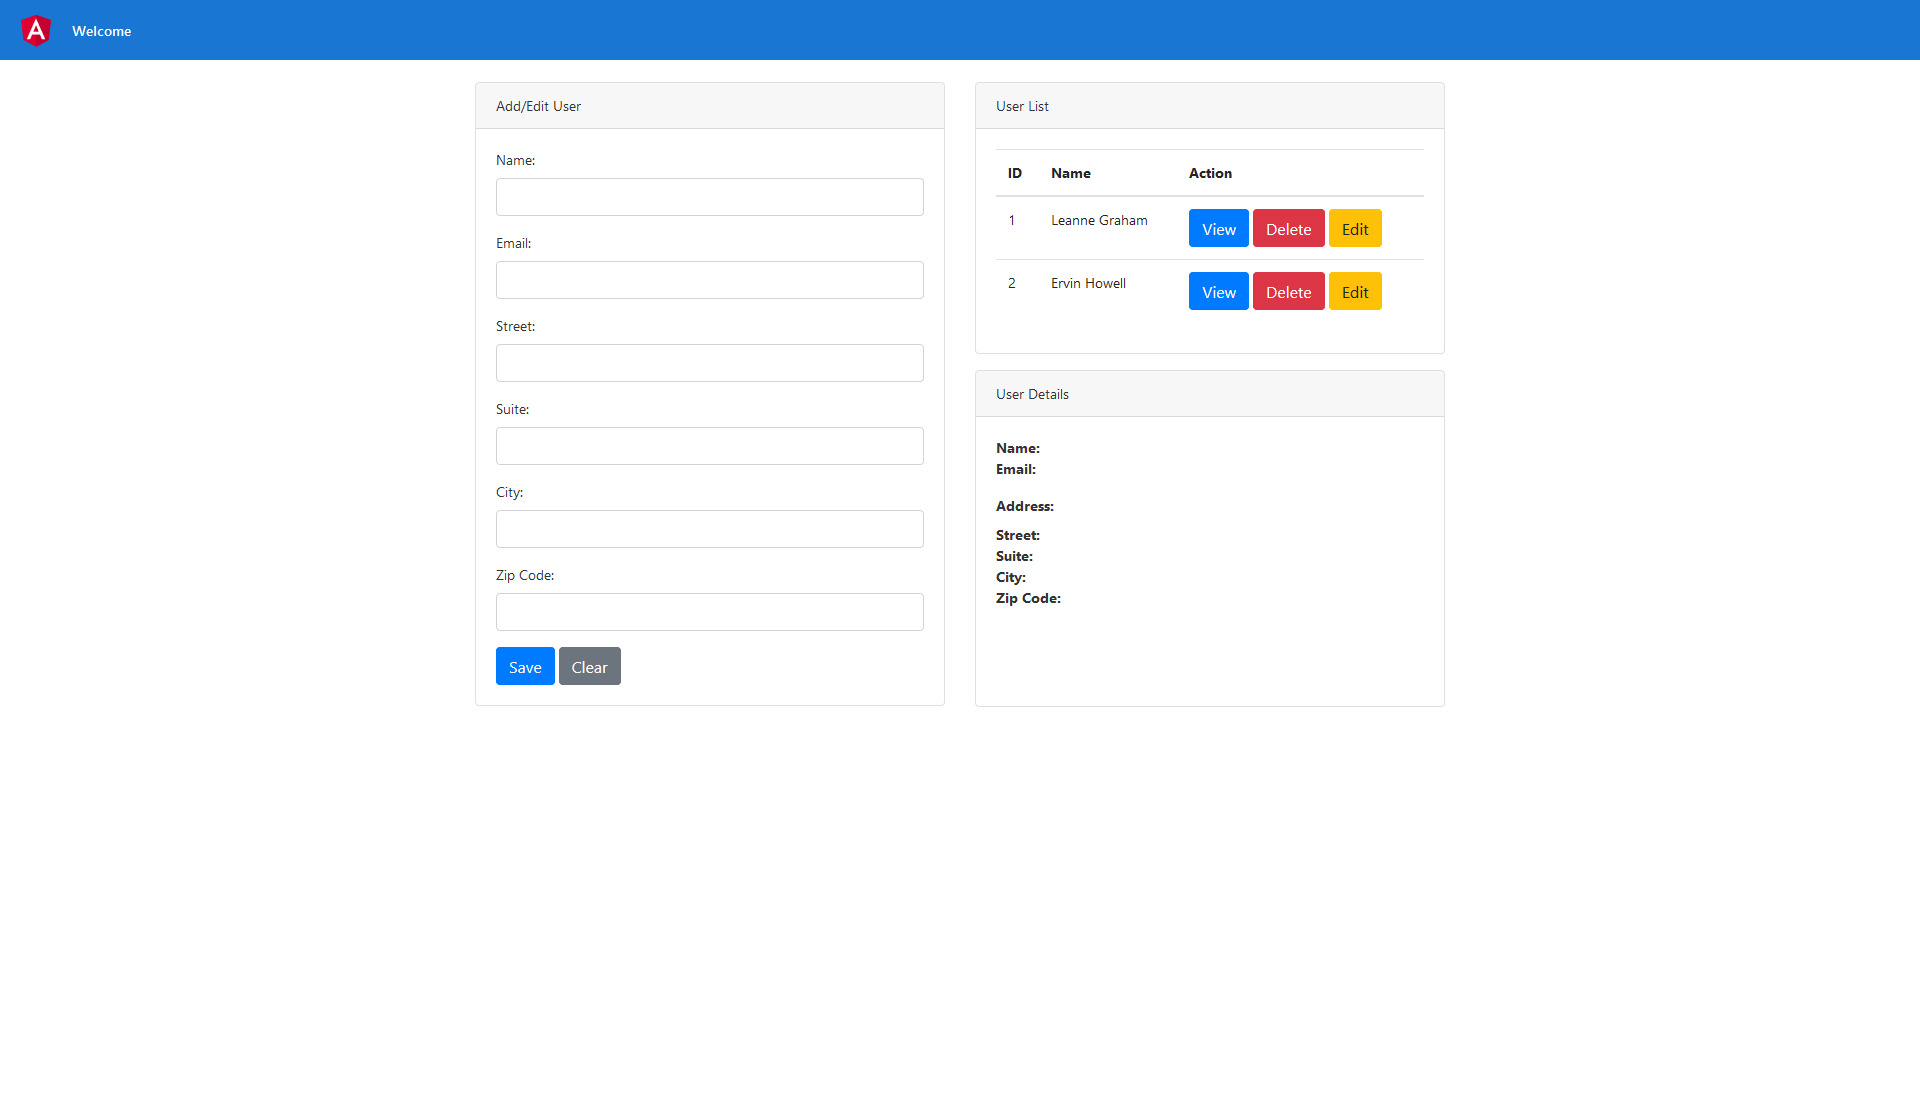 Welcome
Add/Edit User
Name:
Email:
Street:
Suite:
City:
Zip Code:
Save Clear
User List
ID Name Action
1 Leanne Graham View Delete Edit
2 Ervin Howell View Delete Edit
User Details
Name:
Email:
Address:
Street:
Suite:
City:
Zip Code: